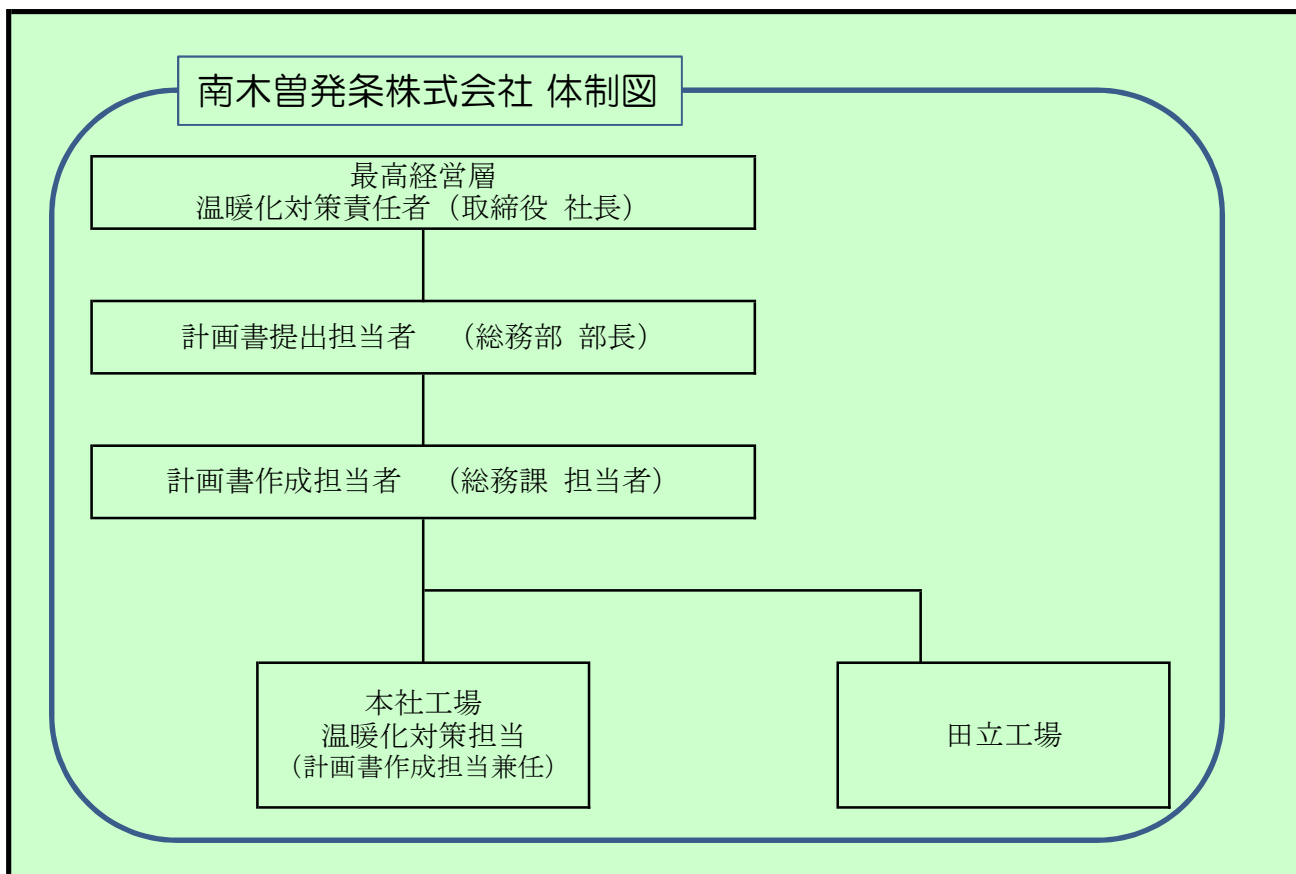 南木曽発条株式会社 体制図
最高経営層
温暖化対策責任者（取締役 社長）
計画書提出担当者　（総務部 部長）
計画書作成担当者　（総務課 担当者）
本社工場
温暖化対策担当
（計画書作成担当兼任）
田立工場